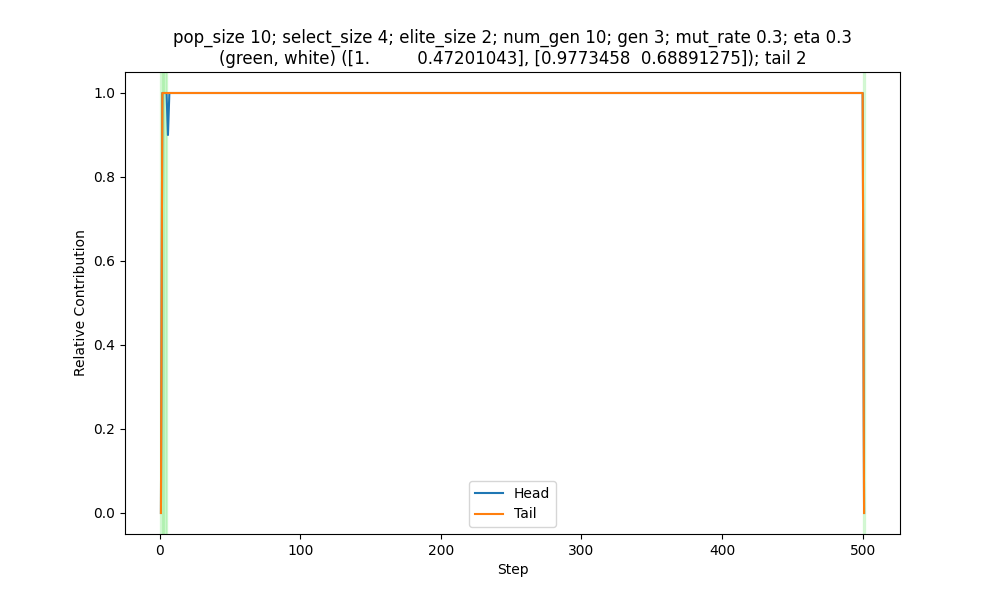 pop_size 10; select_size 4; elite_size 2; num_gen 10; gen 3; mut_rate 0.3; eta 0.3
(green, white) ([1.         0.47201043], [0.9773458  0.68891275]); tail 2
1.0
0.8
0.6
0.4
0.2
0.0
Relative Contribution
Head
Tail
0 100 200 300 400 500
Step